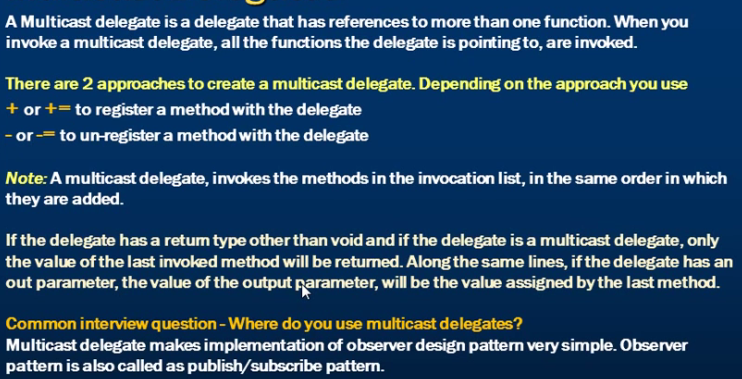 A Multicast delegate is a delegate that has references to more than one function. When you
invoke a multicast delegate, all the functions the delegate is pointing to, are invoked.
There are 2 approaches to create a multicast delegate. Depending on the approach you use
+ or += to register a method with the delegate
- or -= to un-register a method with the delegate
Note: A multicast delegate, invokes the methods in the invocation list, in the same order in which
they are added.
If the delegate has a return type other than void and if the delegate is a multicast delegate, only
the value of the last invoked method will be returned. Along the same lines, if the delegate has an
out parameter, the value of the output parameter, will be the value assigned by the last method.
Common interview question - Where do you use multicast delegates?
Multicast delegate makes implementation of observer design pattern very simple. Observer
pattern is also called as publish/subscribe pattern.